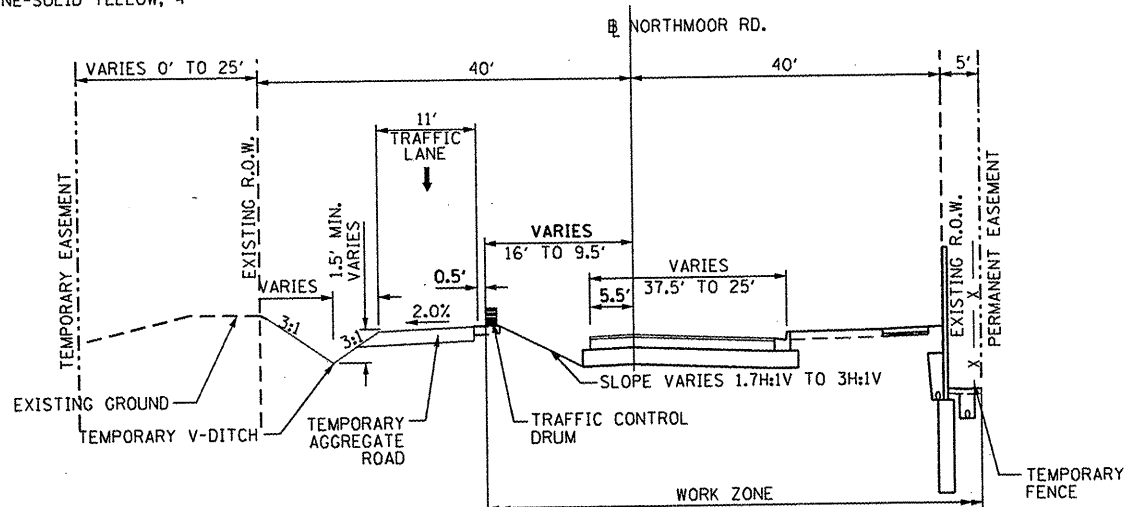 NE-SOLID YELLOW, 4"
℄ NORTHMOOR RD.
VARIES 0' TO 25'
40'
40'
5'
11'
TRAFFIC
LANE
TEMPORARY EASEMENT
EXISTING R.O.W.
1.5' MIN.
VARIES
VARIES
VARIES
16' TO 9.5'
0.5'
VARIES
37.5' TO 25'
5.5'
EXISTING R.O.W.
X X
PERMANENT EASEMENT
3:1
3:1
2.0%
SLOPE VARIES 1.7H:1V TO 3H:1V
EXISTING GROUND
TEMPORARY V-DITCH
TEMPORARY
AGGREGATE
ROAD
TRAFFIC CONTROL
DRUM
TEMPORARY
FENCE
WORK ZONE